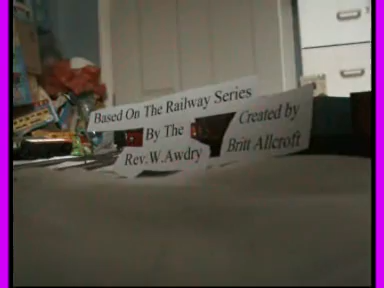 Based On The Railway Series
By The
Rev.W.Awdry
Created by
Britt Allcroft